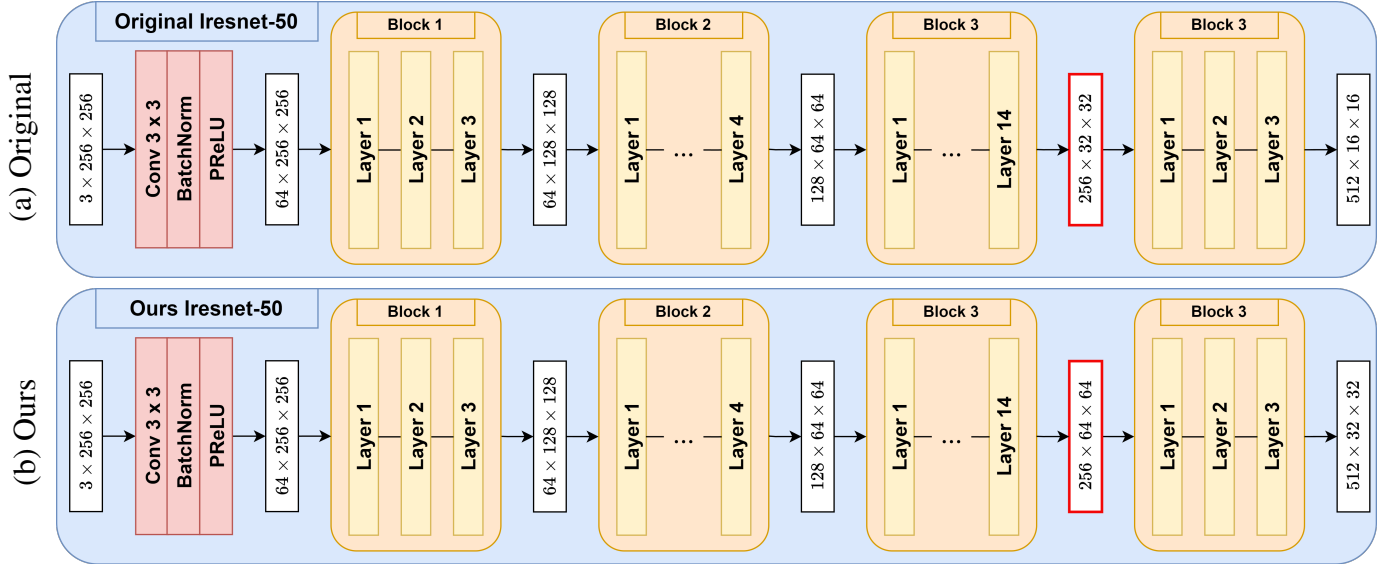 (a) Original
Original Iresnet-50
3 × 256 × 256
Conv 3 x 3
BatchNorm
PReLU
64 × 256 × 256
Block 1
Layer 1
Layer 2
Layer 3
64 × 128 × 128
Block 2
Layer 1
...
Layer 4
128 × 64 × 64
Block 3
Layer 1
...
Layer 14
256 × 32 × 32
Block 3
Layer 1
Layer 2
Layer 3
512 × 16 × 16
(b) Ours
Ours Iresnet-50
3 × 256 × 256
Conv 3 x 3
BatchNorm
PReLU
64 × 256 × 256
Block 1
Layer 1
Layer 2
Layer 3
64 × 128 × 128
Block 2
Layer 1
...
Layer 4
128 × 64 × 64
Block 3
Layer 1
...
Layer 14
256 × 64 × 64
Block 3
Layer 1
Layer 2
Layer 3
512 × 32 × 32